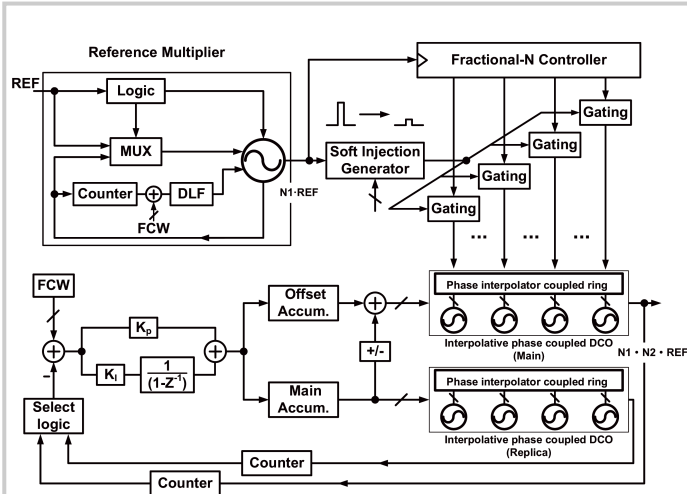 Reference Multiplier
REF
Logic
MUX
Counter
DLF
FCW
N1·REF
Soft Injection
Generator
Fractional-N Controller
Gating
Gating
Gating
Gating
...
...
...
FCW
Kp
KI
1
(1-Z-1)
Offset
Accum.
+/-
Main
Accum.
Select
logic
–
Phase interpolator coupled ring
Interpolative phase coupled DCO
(Main)
N1 • N2 • REF
Phase interpolator coupled ring
Interpolative phase coupled DCO
(Replica)
Counter
Counter